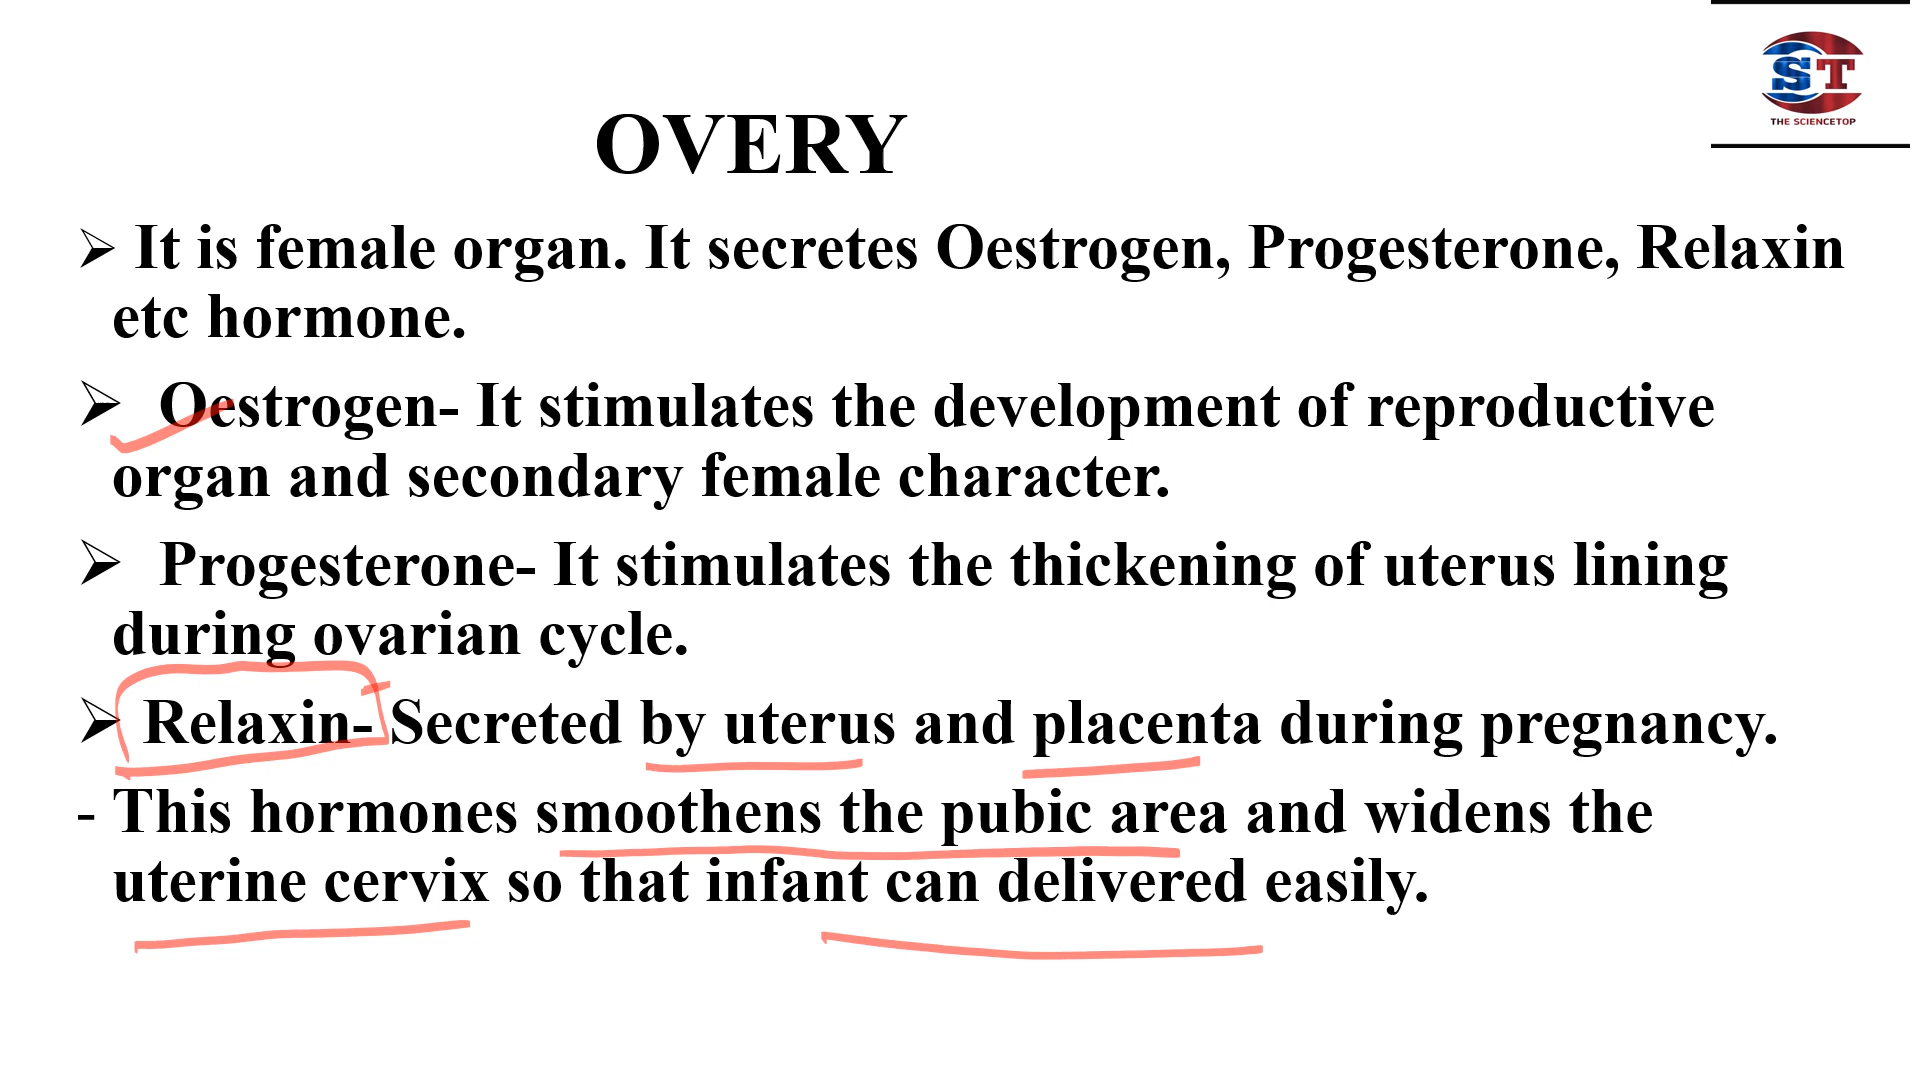 ST
THE SCIENCETOP
OVERY
➢ It is female organ. It secretes Oestrogen, Progesterone, Relaxin
etc hormone.
➢ Oestrogen- It stimulates the development of reproductive
organ and secondary female character.
➢ Progesterone- It stimulates the thickening of uterus lining
during ovarian cycle.
➢ Relaxin- Secreted by uterus and placenta during pregnancy.
- This hormones smoothens the pubic area and widens the
uterine cervix so that infant can delivered easily.